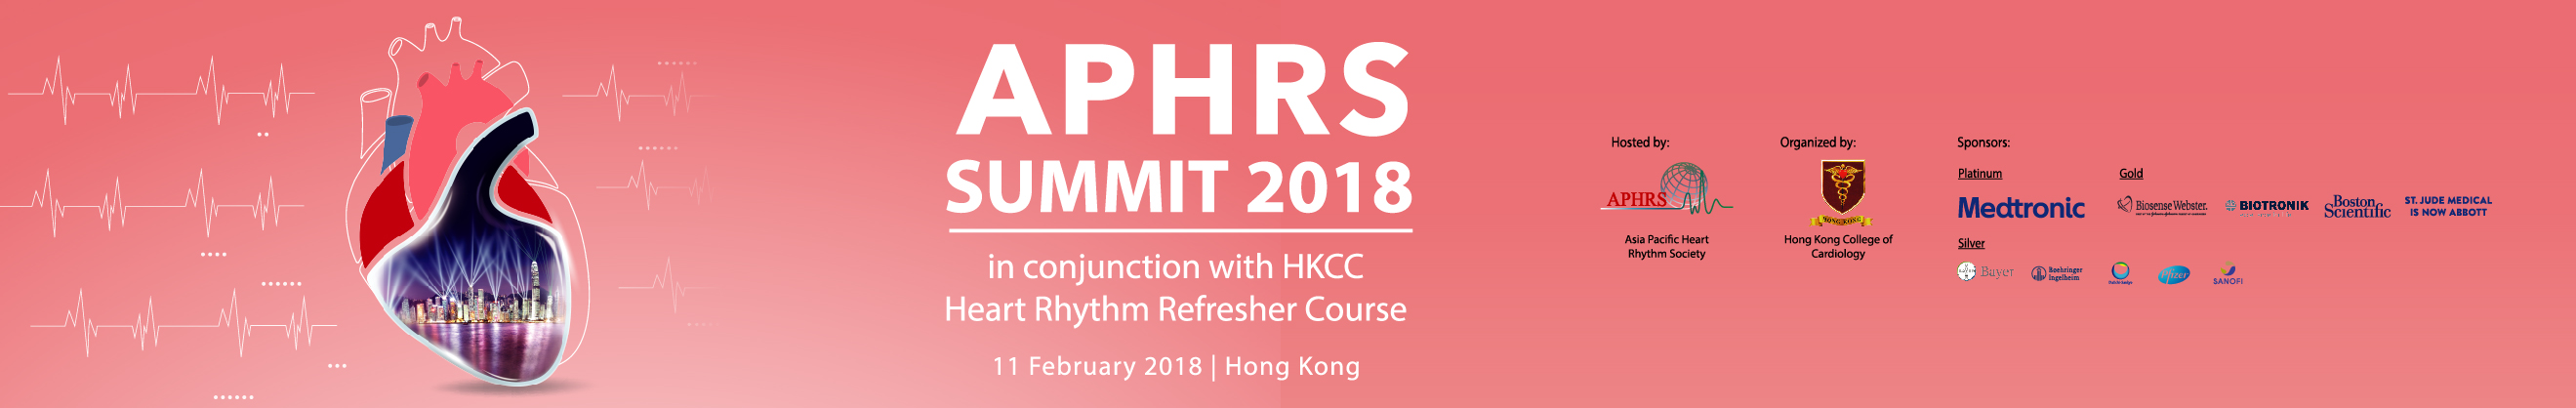 APHRS
SUMMIT 2018
in conjunction with HKCC
Heart Rhythm Refresher Course
11 February 2018 | Hong Kong
Hosted by:
APHRS
Asia Pacific Heart
Rhythm Society
Organized by:
HONG KONG
Hong Kong College of
Cardiology
Sponsors:
Platinum
Medtronic
Gold
Biosense Webster.
BIOTRONIK
Boston
Scientific
ST. JUDE MEDICAL
IS NOW ABBOTT
Silver
Bayer
Boehringer
Ingelheim
Pfizer
SANOFI